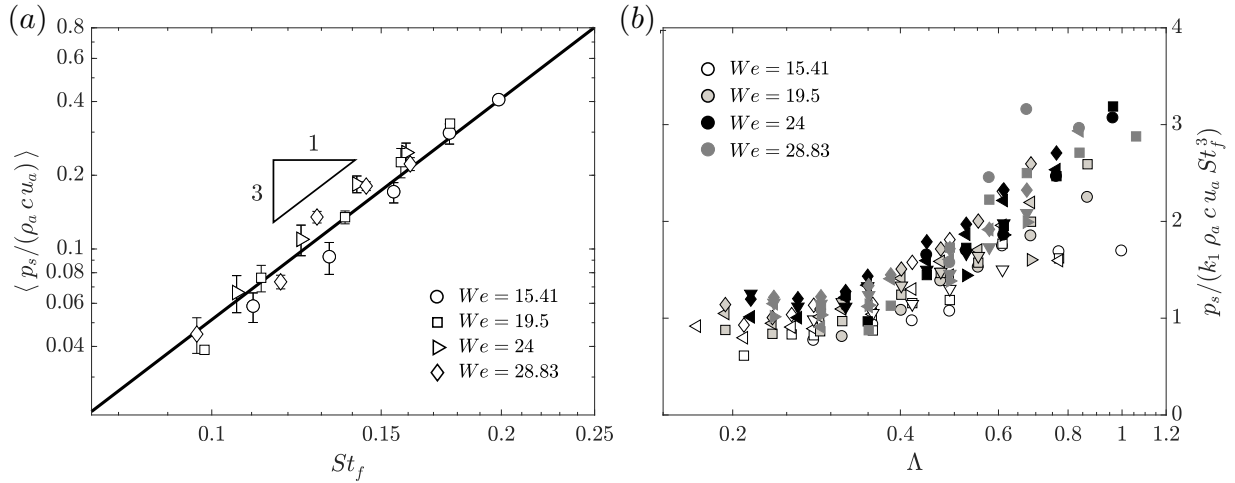 (a)
0.8
0.6
0.4
0.2
0.1
0.08
0.06
0.04
⟨ p_s/(ρ_a c u_a) ⟩
1
3
We = 15.41
We = 19.5
We = 24
We = 28.83
0.1 0.15 0.2 0.25
St_f
(b)
We = 15.41
We = 19.5
We = 24
We = 28.83
4
3
2
1
0
p_s/(k_1 ρ_a c u_a St_f^3)
0.2 0.4 0.6 0.8 1 1.2
Λ